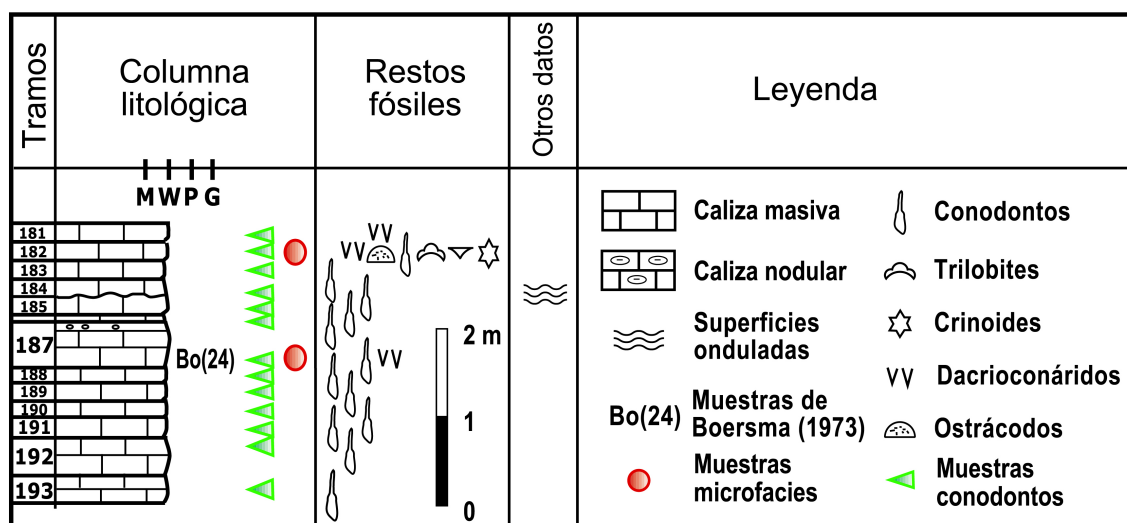 Tramos
Columna
litológica
Restos
fósiles
Otros datos
Leyenda
M W P G
181
182
183
184
185
187
188
189
190
191
192
193
Bo(24)
2 m
1
0
Caliza masiva
Caliza nodular
Superficies
onduladas
Bo(24)
Muestras de
Boersma (1973)
Muestras
microfacies
Conodontos
Trilobites
Crinoides
Dacrioconáridos
Ostrácodos
Muestras
conodontos